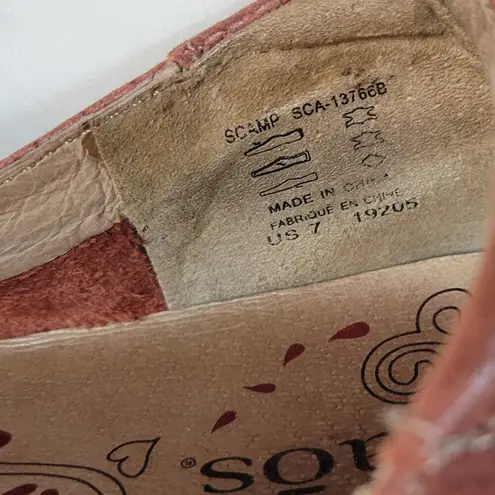 SCAMP SCA-13766B
MADE IN CHINA
FABRIQUÉ EN CHINE
US 7 19205
®